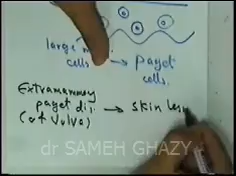 large
cells → paget
cells.
Extramammary
paget dis. → skin les
(of vulva)
dr SAMEH GHAZY